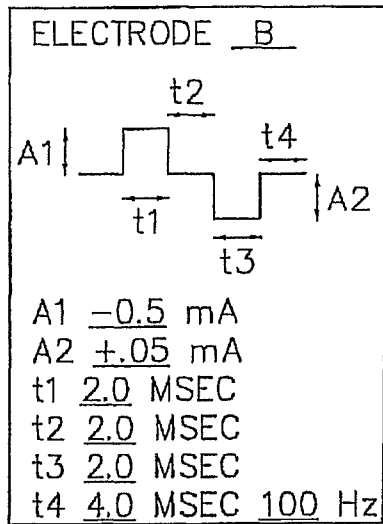 ELECTRODE B
t2
t4
A1
A2
t1
t3
A1 -0.5 mA
A2 +.05 mA
t1 2.0 MSEC
t2 2.0 MSEC
t3 2.0 MSEC
t4 4.0 MSEC 100 Hz